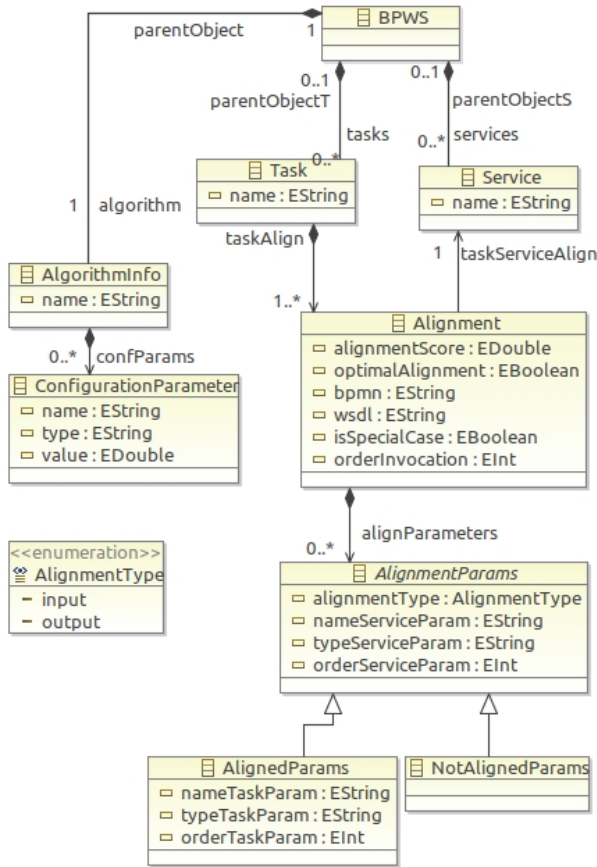 BPWS
parentObject
1
0..1
0..1
parentObjectT
parentObjectS
tasks
0..*
services
0..*
Task
name : EString
Service
name : EString
1
algorithm
taskAlign
1
taskServiceAlign
AlgorithmInfo
name : EString
1..*
0..*
confParams
Alignment
alignmentScore : EDouble
optimalAlignment : EBoolean
bpmn : EString
wsdl : EString
isSpecialCase : EBoolean
orderInvocation : EInt
ConfigurationParameter
name : EString
type : EString
value : EDouble
alignParameters
0..*
<<enumeration>>
AlignmentType
input
output
AlignmentParams
alignmentType : AlignmentType
nameServiceParam : EString
typeServiceParam : EString
orderServiceParam : EInt
AlignedParams
nameTaskParam : EString
typeTaskParam : EString
orderTaskParam : EInt
NotAlignedParams